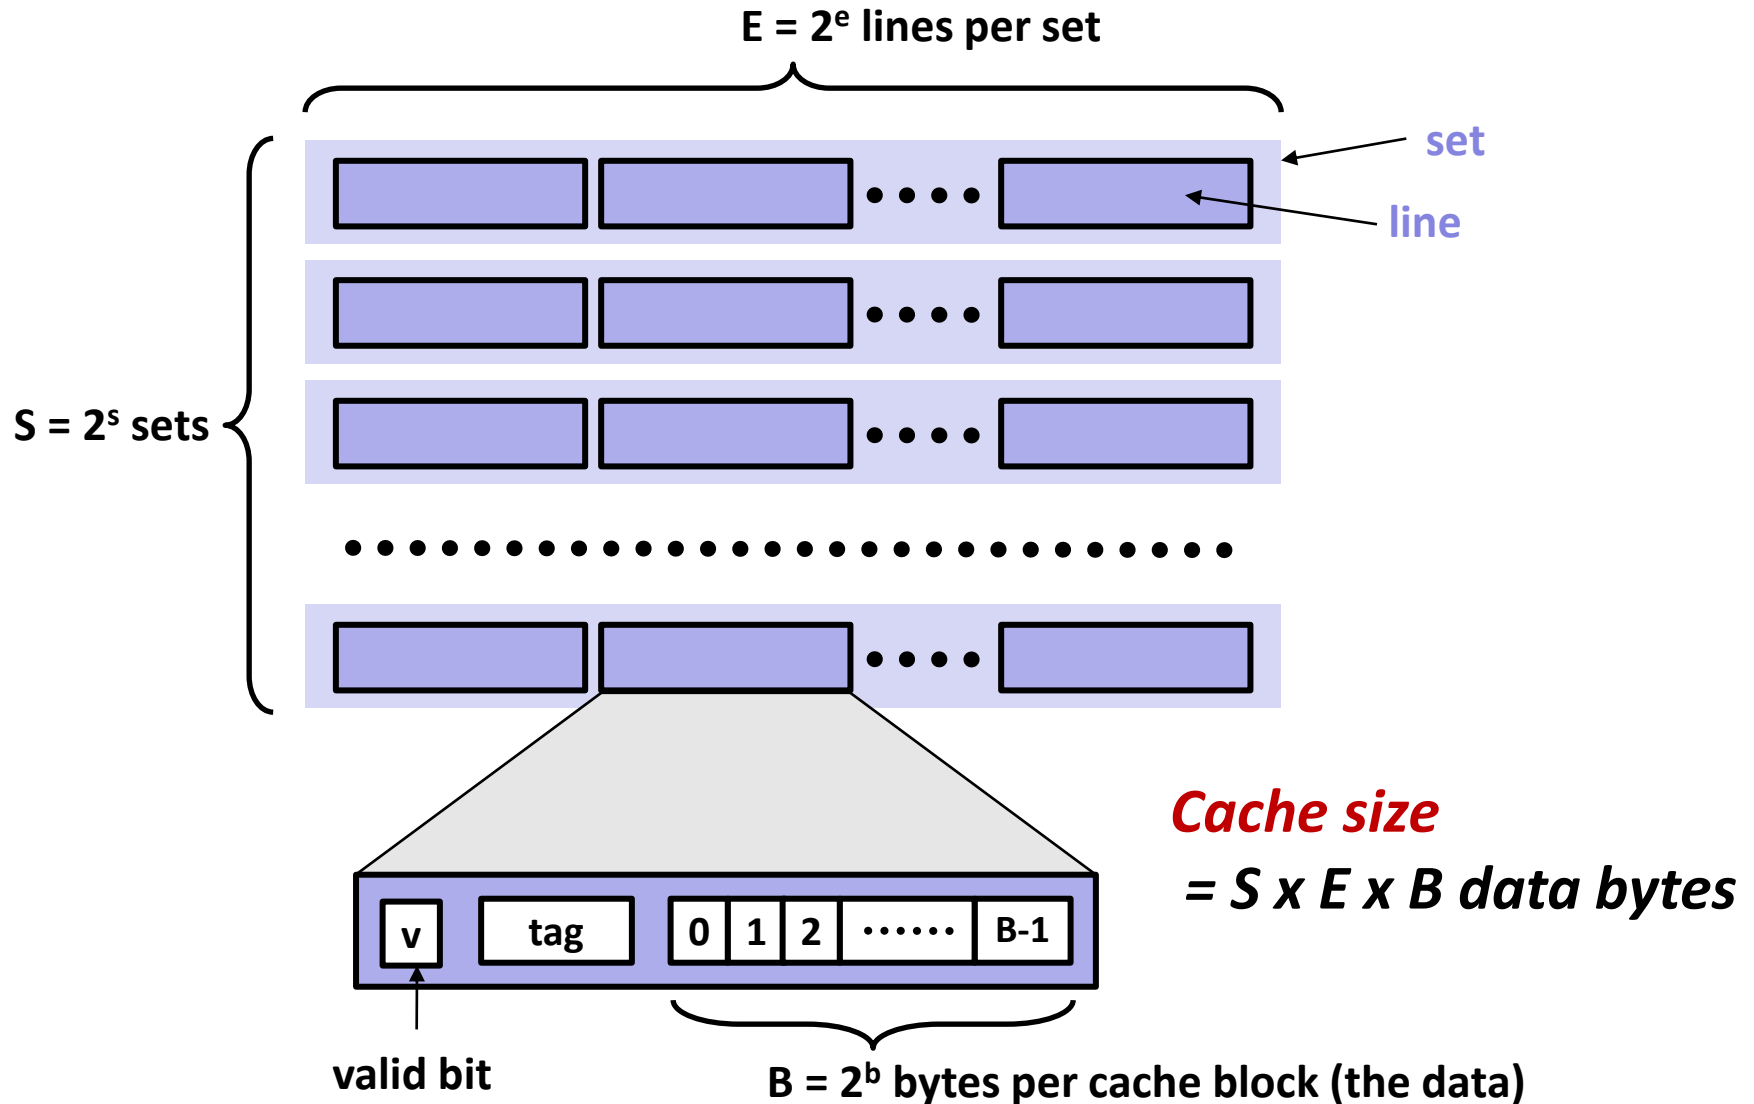 E = 2ᵉ lines per set
set
line
S = 2ˢ sets
Cache size
= S x E x B data bytes
v
tag
0 1 2 •••••• B-1
valid bit
B = 2ᵇ bytes per cache block (the data)